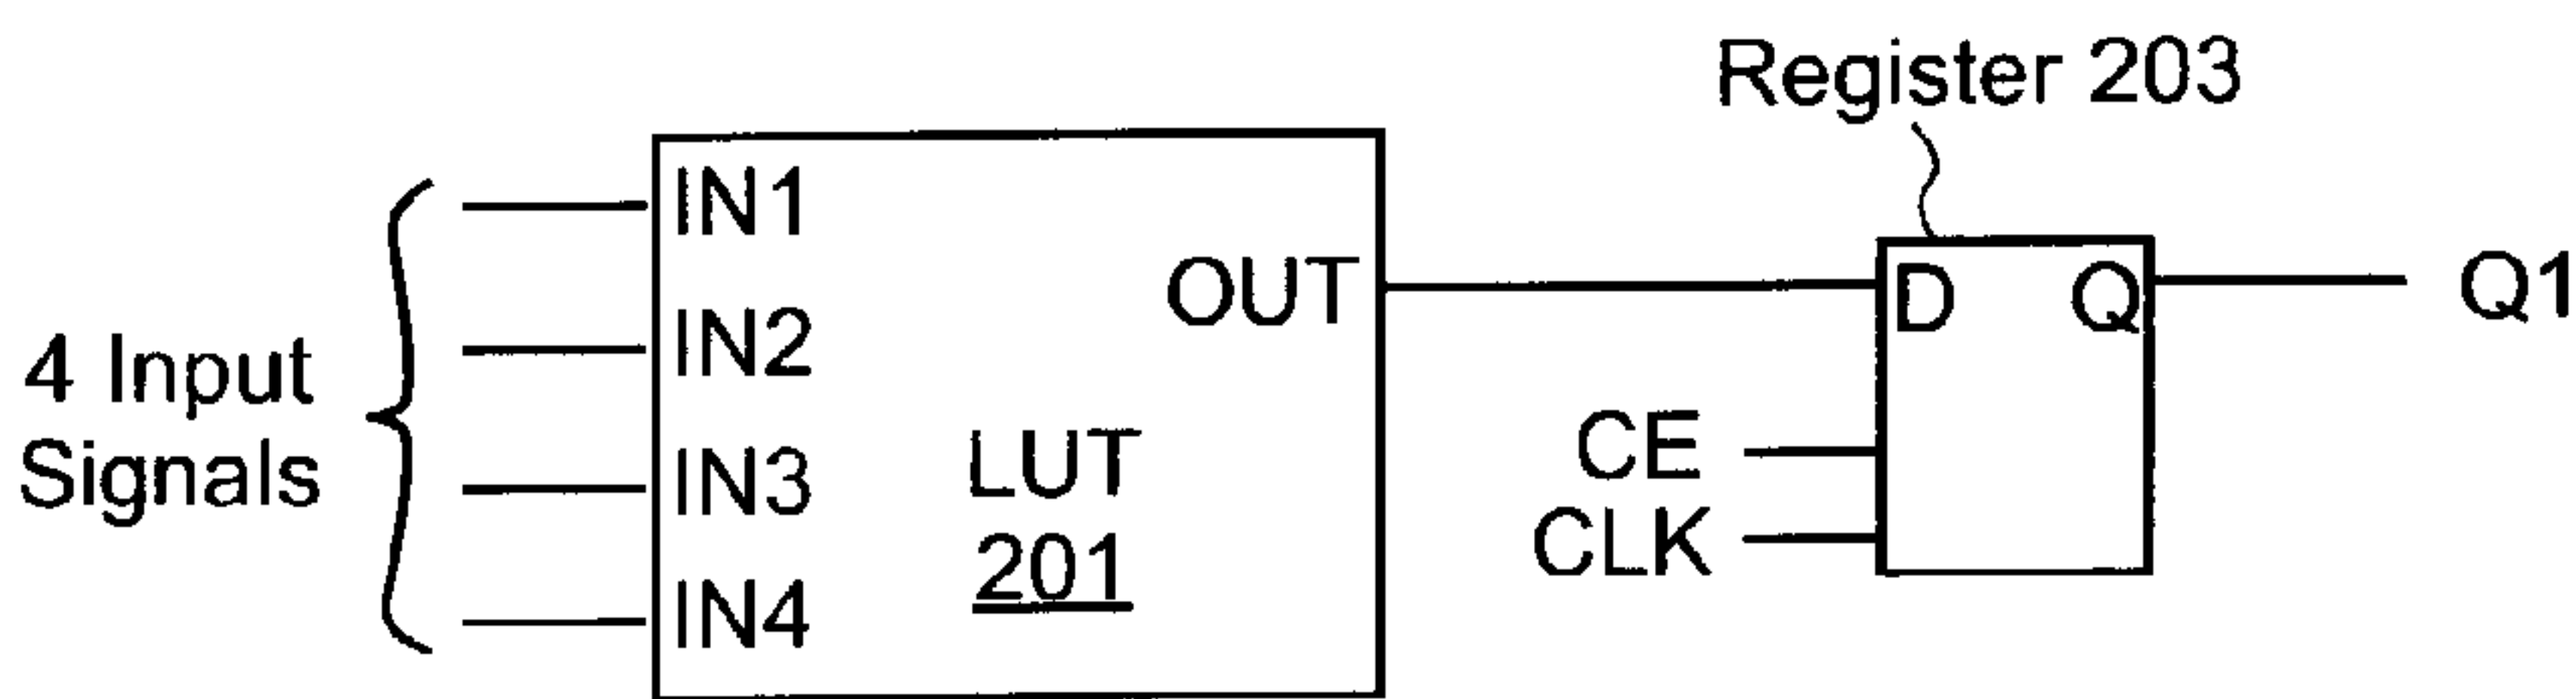 Register 203
4 Input
Signals
IN1
IN2
IN3
IN4
OUT
LUT
201
D
Q
CE
CLK
Q1